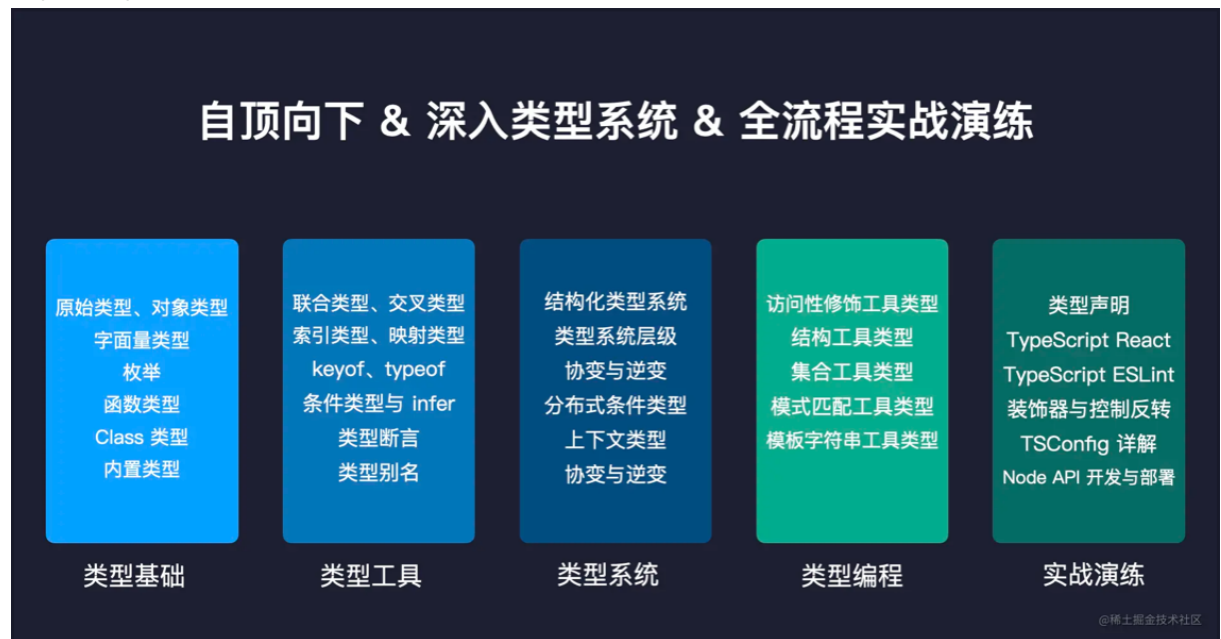 自顶向下 & 深入类型系统 & 全流程实战演练
原始类型、对象类型
字面量类型
枚举
函数类型
Class 类型
内置类型
类型基础
联合类型、交叉类型
索引类型、映射类型
keyof、typeof
条件类型与 infer
类型断言
类型别名
类型工具
结构化类型系统
类型系统层级
协变与逆变
分布式条件类型
上下文类型
协变与逆变
类型系统
访问性修饰工具类型
结构工具类型
集合工具类型
模式匹配工具类型
模板字符串工具类型
类型编程
类型声明
TypeScript React
TypeScript ESLint
装饰器与控制反转
TSConfig 详解
Node API 开发与部署
实战演练
@稀土掘金技术社区